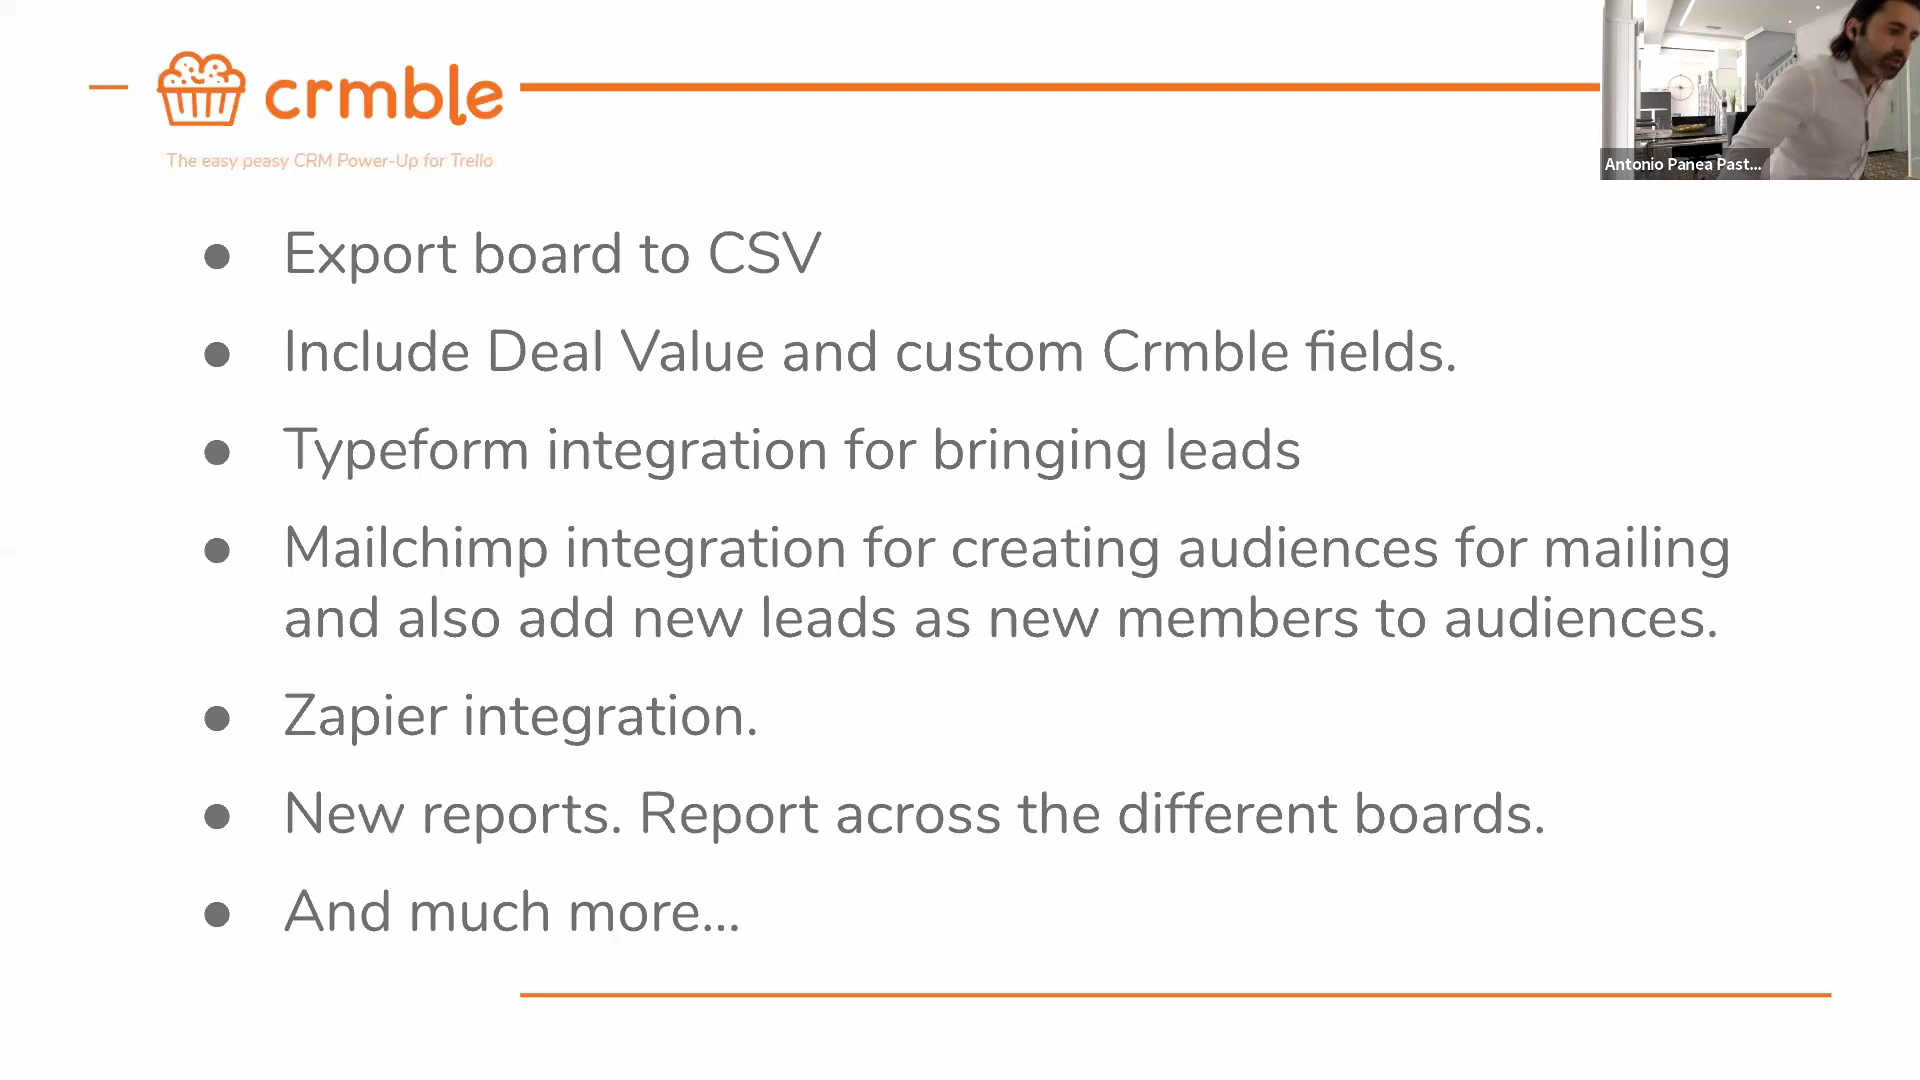 crmble
The easy peasy CRM Power-Up for Trello
Antonio Panea Past...
● Export board to CSV
● Include Deal Value and custom Crmble fields.
● Typeform integration for bringing leads
● Mailchimp integration for creating audiences for mailing
and also add new leads as new members to audiences.
● Zapier integration.
● New reports. Report across the different boards.
● And much more...